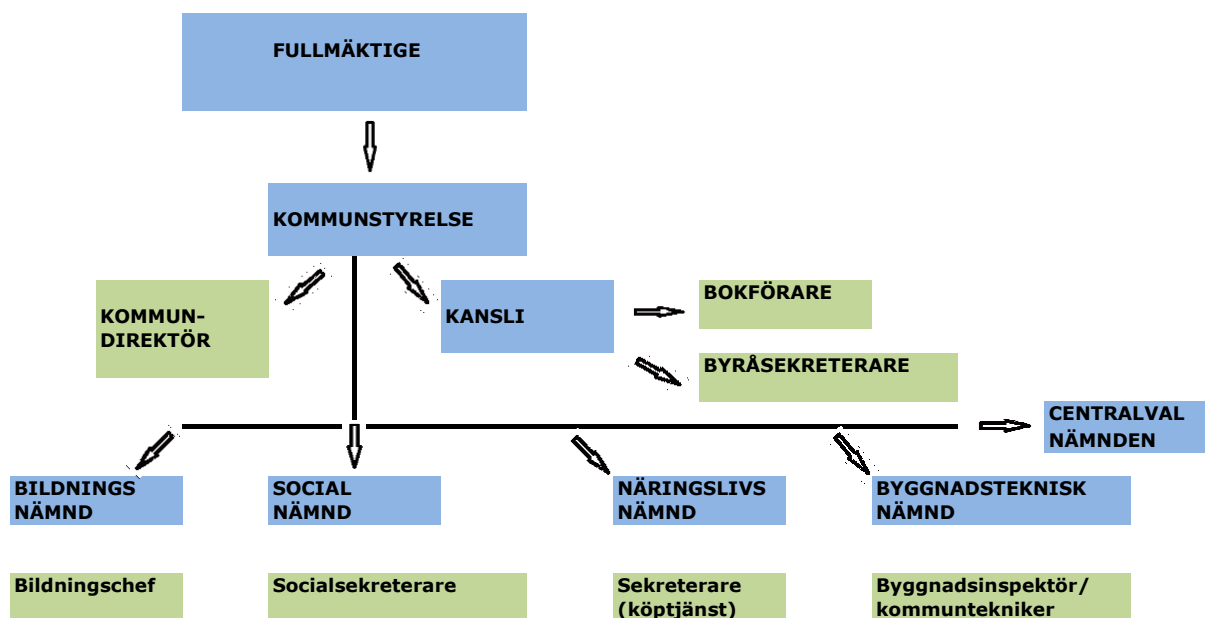 FULLMÄKTIGE
KOMMUNSTYRELSE
KOMMUN-
DIREKTÖR
KANSLI
BOKFÖRARE
BYRÅSEKRETERARE
CENTRALVAL
NÄMNDEN
BILDNINGS
NÄMND
SOCIAL
NÄMND
NÄRINGSLIVS
NÄMND
BYGGNADSTEKNISK
NÄMND
Bildningschef
Socialsekreterare
Sekreterare
(köptjänst)
Byggnadsinspektör/
kommuntekniker